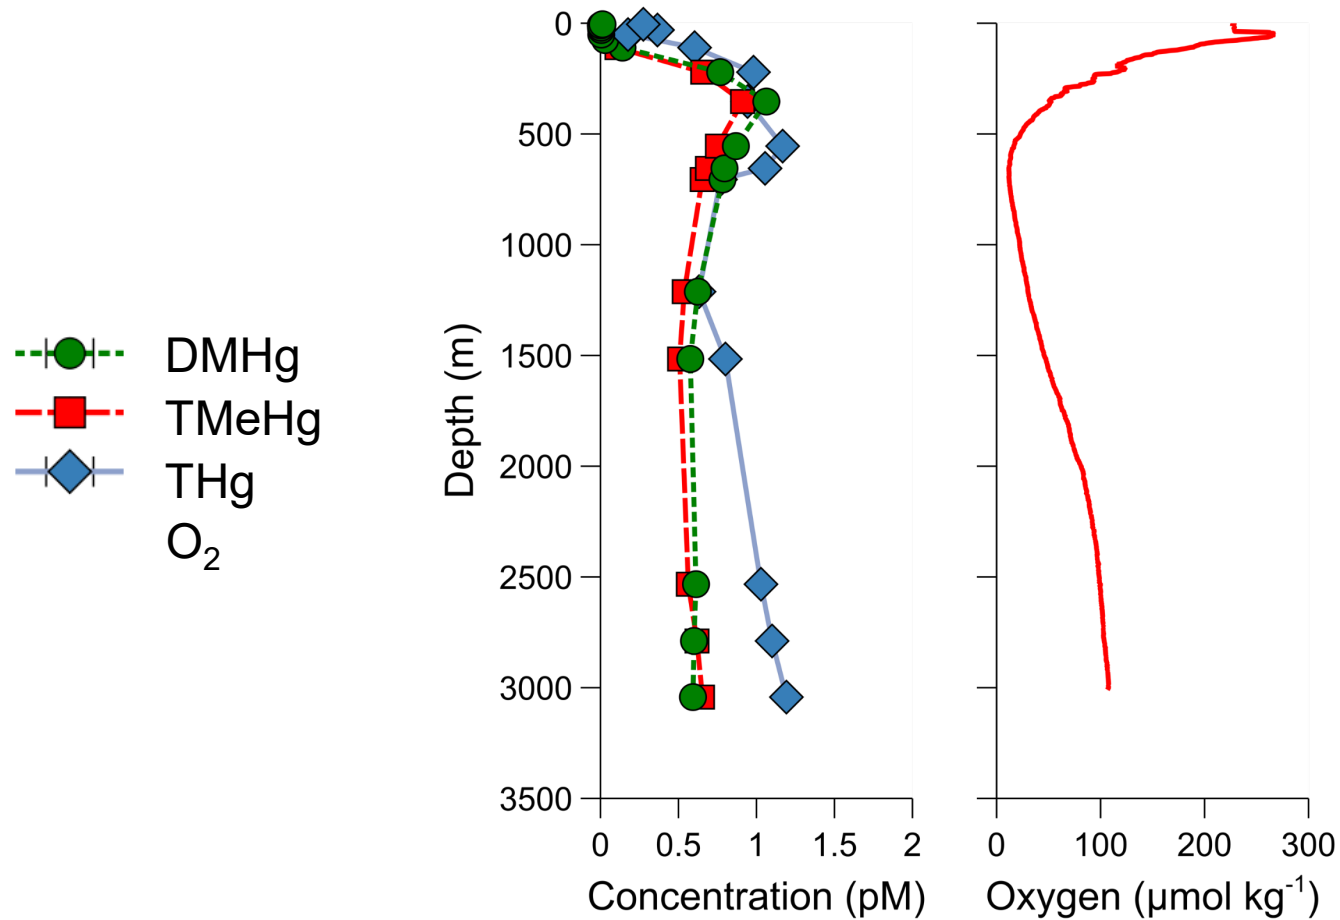 DMHg
TMeHg
THg
O₂
Depth (m)
0
500
1000
1500
2000
2500
3000
3500
0 0.5 1 1.5 2
Concentration (pM)
0 100 200 300
Oxygen (μmol kg⁻¹)